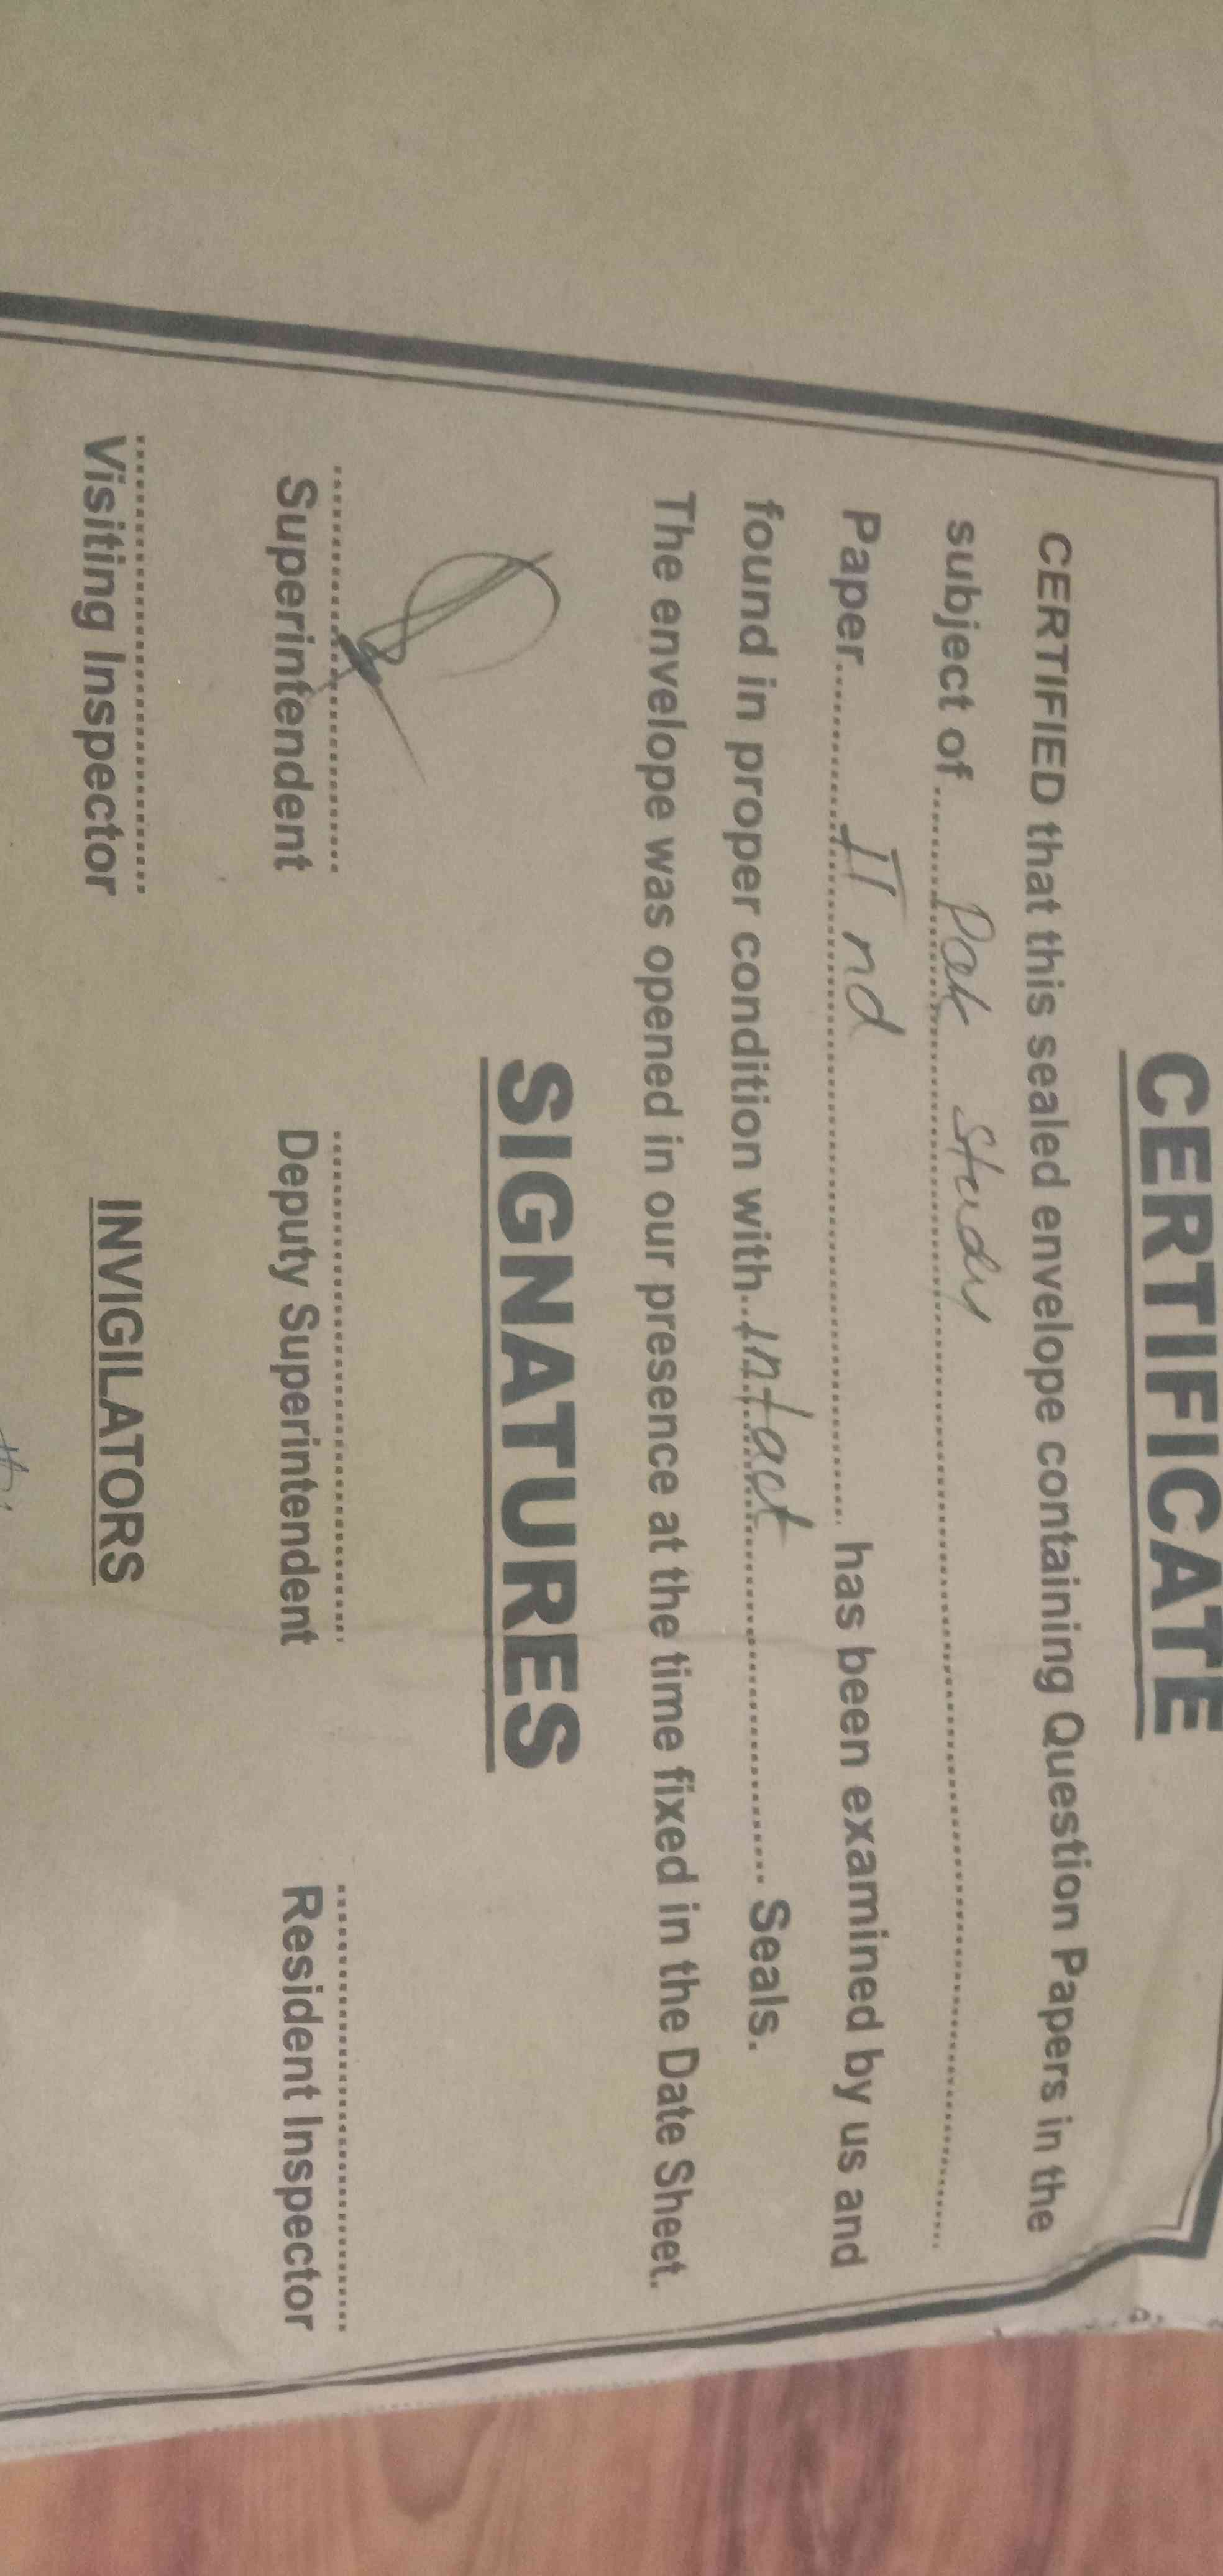 CERTIFICATE
CERTIFIED that this sealed envelope containing Question Papers in the
subject of Pak Study
Paper II nd has been examined by us and
found in proper condition with Intact Seals.
The envelope was opened in our presence at the time fixed in the Date Sheet.
SIGNATURES
Superintendent Deputy Superintendent Resident Inspector
Visiting Inspector
INVIGILATORS